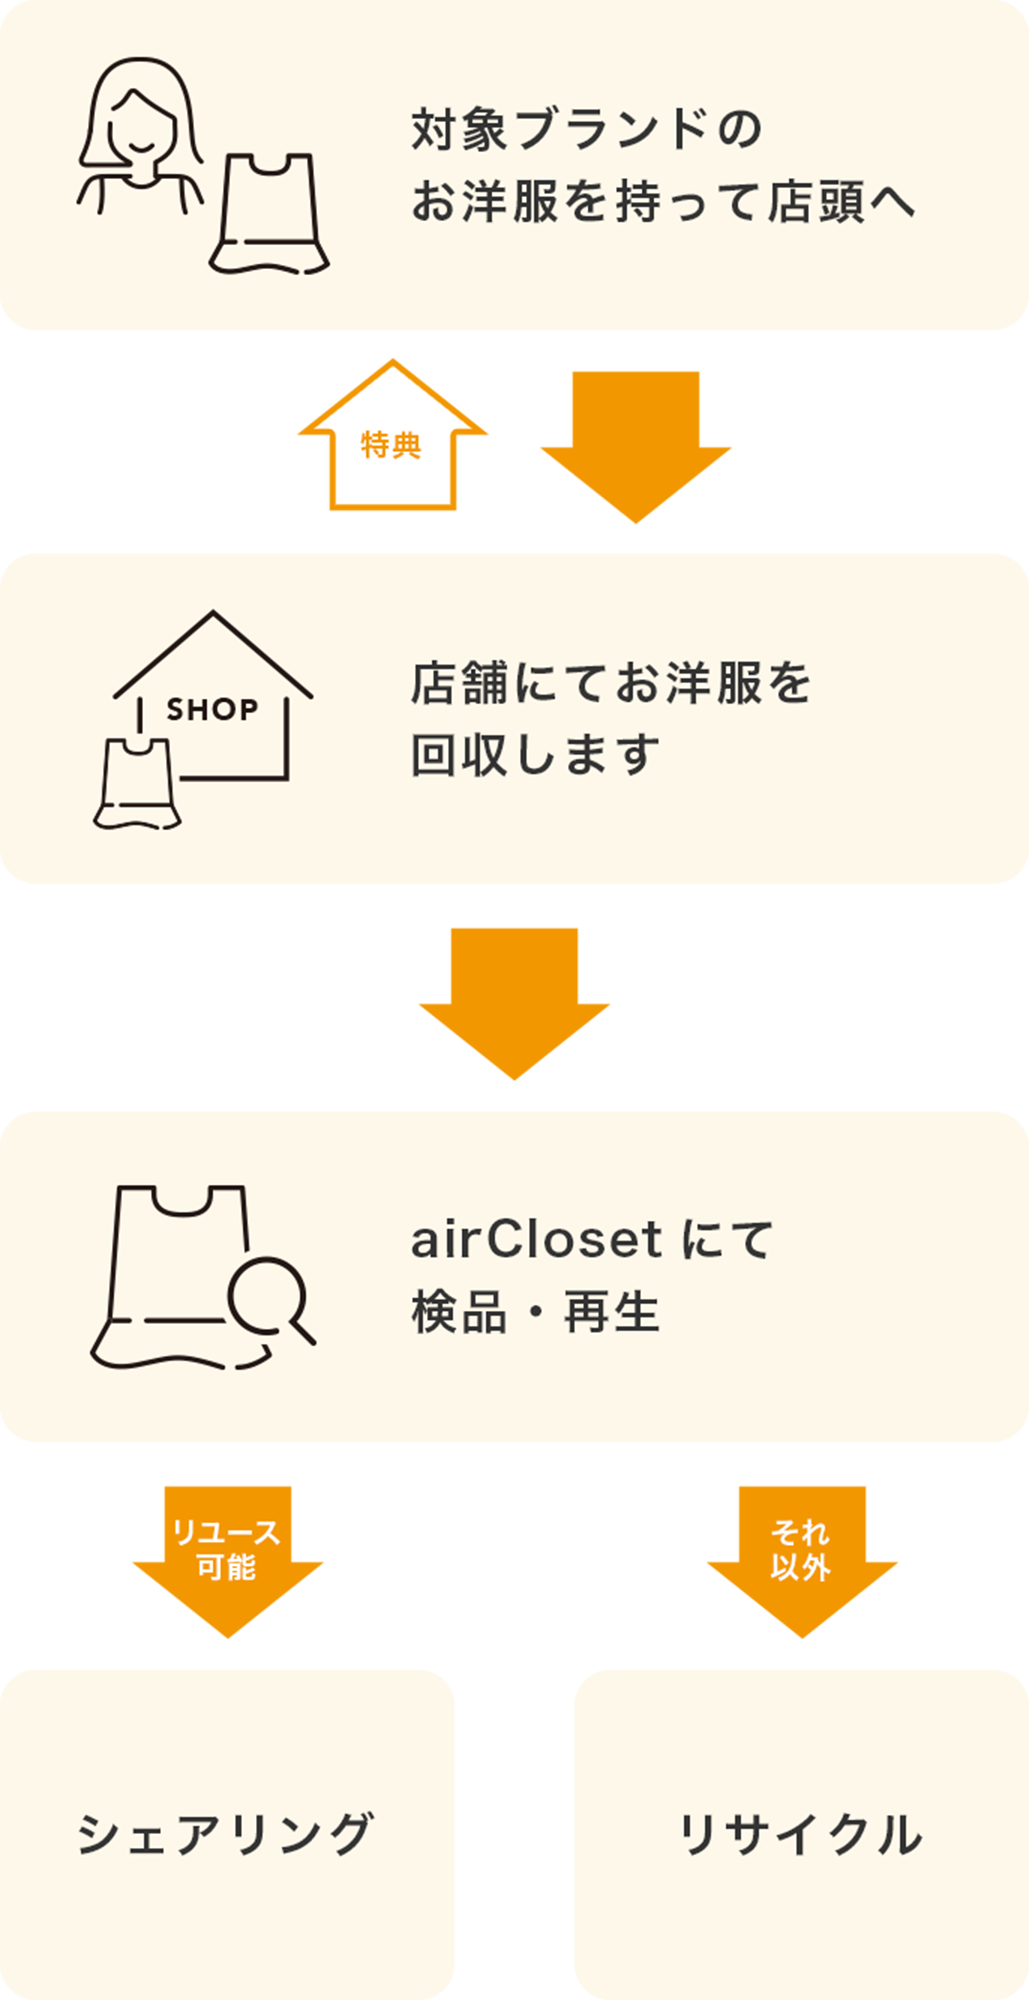 対象ブランドの
お洋服を持って店頭へ
特典
SHOP
店舗にてお洋服を
回収します
airCloset にて
検品・再生
リユース
可能
それ
以外
シェアリング
リサイクル